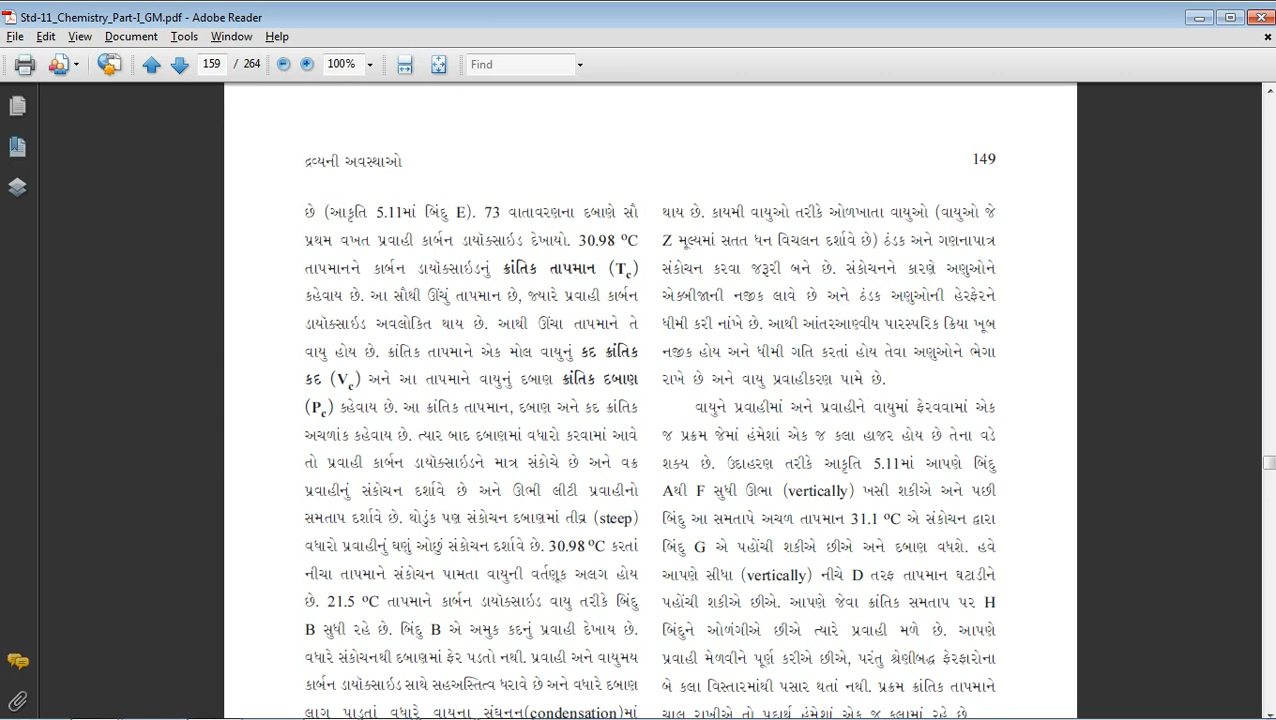 Std-11_Chemistry_Part-I_GM.pdf - Adobe Reader
File Edit View Document Tools Window Help
159 / 264 100% Find
દ્રવ્યની અવસ્થાઓ 149
છે (આકૃતિ 5.11માં બિંદુ E). 73 વાતાવરણના દબાણે સૌ
પ્રથમ વખત પ્રવાહી કાર્બન ડાયૉક્સાઇડ દેખાયો. 30.98 ⁰C
તાપમાનને કાર્બન ડાયૉક્સાઇડનું ક્રાંતિક તાપમાન (Tc)
કહેવાય છે. આ સૌથી ઊંચું તાપમાન છે, જ્યારે પ્રવાહી કાર્બન
ડાયૉક્સાઇડ અવલોકિત થાય છે. આથી ઊંચા તાપમાને તે
વાયુ હોય છે. ક્રાંતિક તાપમાને એક મોલ વાયુનું કદ ક્રાંતિક
કદ (Vc) અને આ તાપમાને વાયુનું દબાણ ક્રાંતિક દબાણ
(Pc) કહેવાય છે. આ ક્રાંતિક તાપમાન, દબાણ અને કદ ક્રાંતિક
અચળાંક કહેવાય છે. ત્યાર બાદ દબાણમાં વધારો કરવામાં આવે
તો પ્રવાહી કાર્બન ડાયૉક્સાઇડને માત્ર સંકોચે છે અને વક્ર
પ્રવાહીનું સંકોચન દર્શાવે છે અને ઊભી લીટી પ્રવાહીનો
સમતાપ દર્શાવે છે. થોડુંક પણ સંકોચન દબાણમાં તીવ્ર (steep)
વધારો પ્રવાહીનું ઘણું ઓછું સંકોચન દર્શાવે છે. 30.98 ⁰C કરતાં
નીચા તાપમાને સંકોચન પામતા વાયુની વર્તણૂક અલગ હોય
છે. 21.5 ⁰C તાપમાને કાર્બન ડાયૉક્સાઇડ વાયુ તરીકે બિંદુ
B સુધી રહે છે. બિંદુ B એ અમુક કદનું પ્રવાહી દેખાય છે.
વધારે સંકોચનથી દબાણમાં ફેર પડતો નથી. પ્રવાહી અને વાયુમય
કાર્બન ડાયૉક્સાઇડ સાથે સહઅસ્તિત્વ ધરાવે છે અને વધારે દબાણ
લાગુ પાડતાં વધારે વાયુના સંઘનન(condensation)માં
થાય છે. કાયમી વાયુઓ તરીકે ઓળખાતા વાયુઓ (વાયુઓ જે
Z મૂલ્યમાં સતત ધન વિચલન દર્શાવે છે) ઠંડક અને ગણનાપાત્ર
સંકોચન કરવા જરૂરી બને છે. સંકોચનને કારણે અણુઓને
એકબીજાની નજીક લાવે છે અને ઠંડક અણુઓની હેરફેરને
ધીમી કરી નાંખે છે. આથી આંતરઆણ્વીય પારસ્પરિક ક્રિયા ખૂબ
નજીક હોય અને ધીમી ગતિ કરતાં હોય તેવા અણુઓને ભેગા
રાખે છે અને વાયુ પ્રવાહીકરણ પામે છે.
વાયુને પ્રવાહીમાં અને પ્રવાહીને વાયુમાં ફેરવવામાં એક
જ પ્રક્રમ જેમાં હંમેશાં એક જ કલા હાજર હોય છે તેના વડે
શક્ય છે. ઉદાહરણ તરીકે આકૃતિ 5.11માં આપણે બિંદુ
Aથી F સુધી ઊભા (vertically) ખસી શકીએ અને પછી
બિંદુ આ સમતાપે અચળ તાપમાન 31.1 ⁰C એ સંકોચન દ્વારા
બિંદુ G એ પહોંચી શકીએ છીએ અને દબાણ વધશે. હવે
આપણે સીધા (vertically) નીચે D તરફ તાપમાન ઘટાડીને
પહોંચી શકીએ છીએ. આપણે જેવા ક્રાંતિક સમતાપ પર H
બિંદુને ઓળંગીએ છીએ ત્યારે પ્રવાહી મળે છે. આપણે
પ્રવાહી મળવીને પૂર્ણ કરીએ છીએ, પરંતુ શ્રેણીબદ્ધ ફેરફારોના
બે કલા વિસ્તારમાંથી પસાર થતાં નથી. પ્રક્રમ ક્રાંતિક તાપમાને
ચાલુ રાખીએ તો પદાર્થ હંમેશાં એક જ કલામાં રહે છે.